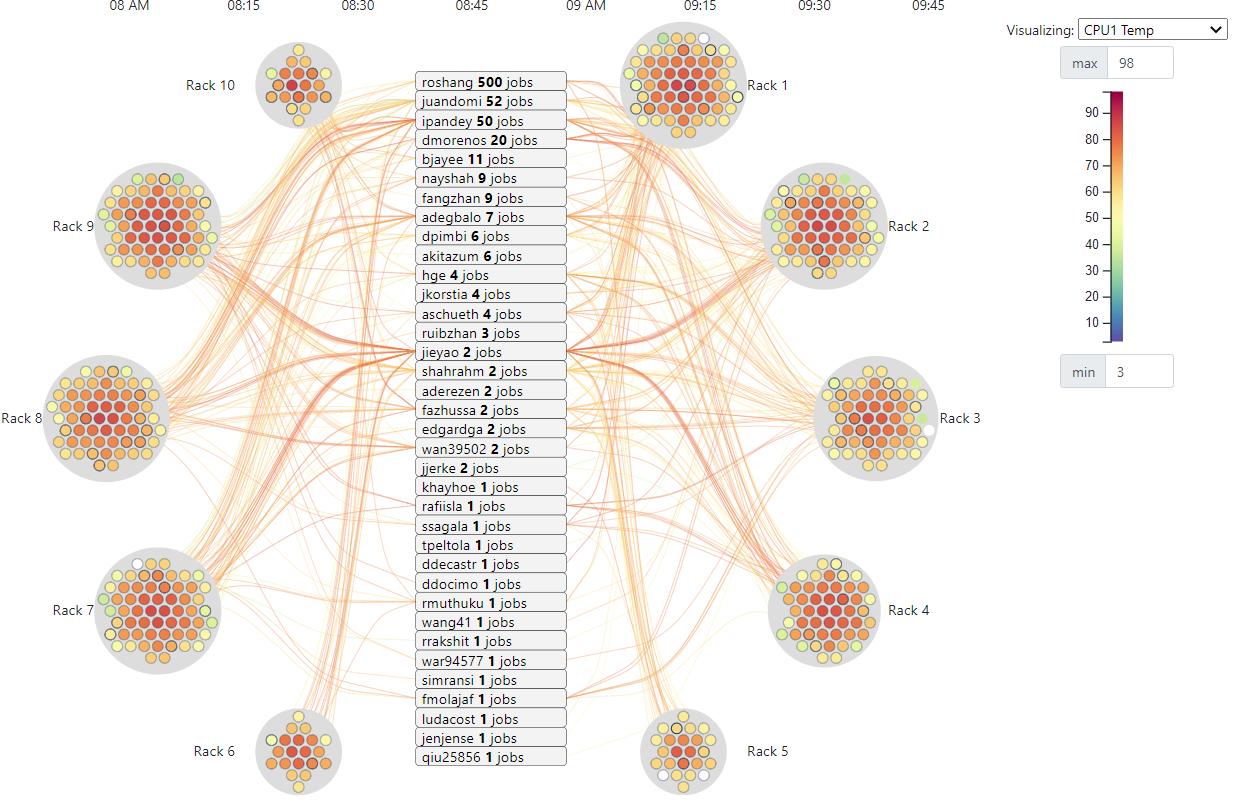 08 AM 08:15 08:30 08:45 09 AM 09:15 09:30 09:45
Visualizing: CPU1 Temp
max 98
90
80
70
60
50
40
30
20
10
min 3
Rack 10
Rack 9
Rack 8
Rack 7
Rack 6
roshang 500 jobs
juandomi 52 jobs
ipandey 50 jobs
dmorenos 20 jobs
bjayee 11 jobs
nayshah 9 jobs
fangzhan 9 jobs
adegbalo 7 jobs
dpimbi 6 jobs
akitazum 6 jobs
hge 4 jobs
jkorstia 4 jobs
aschueth 4 jobs
ruibzhan 3 jobs
jieyao 2 jobs
shahrahm 2 jobs
aderezen 2 jobs
fazhussa 2 jobs
edgardga 2 jobs
wan39502 2 jobs
jjerke 2 jobs
khayhoe 1 jobs
rafiisla 1 jobs
ssagala 1 jobs
tpeltola 1 jobs
ddecastr 1 jobs
ddocimo 1 jobs
rmuthuku 1 jobs
wang41 1 jobs
rrakshit 1 jobs
war94577 1 jobs
simransi 1 jobs
fmolajaf 1 jobs
ludacost 1 jobs
jenjense 1 jobs
qiu25856 1 jobs
Rack 1
Rack 2
Rack 3
Rack 4
Rack 5